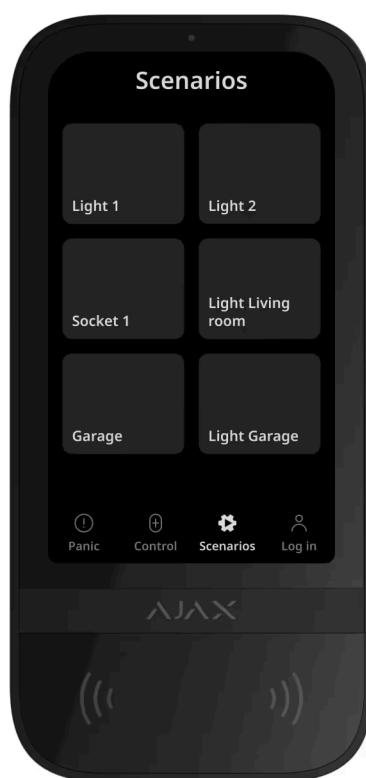 Scenarios
Light 1
Light 2
Socket 1
Light Living
room
Garage
Light Garage
Panic
Control
Scenarios
Log in
AJAX